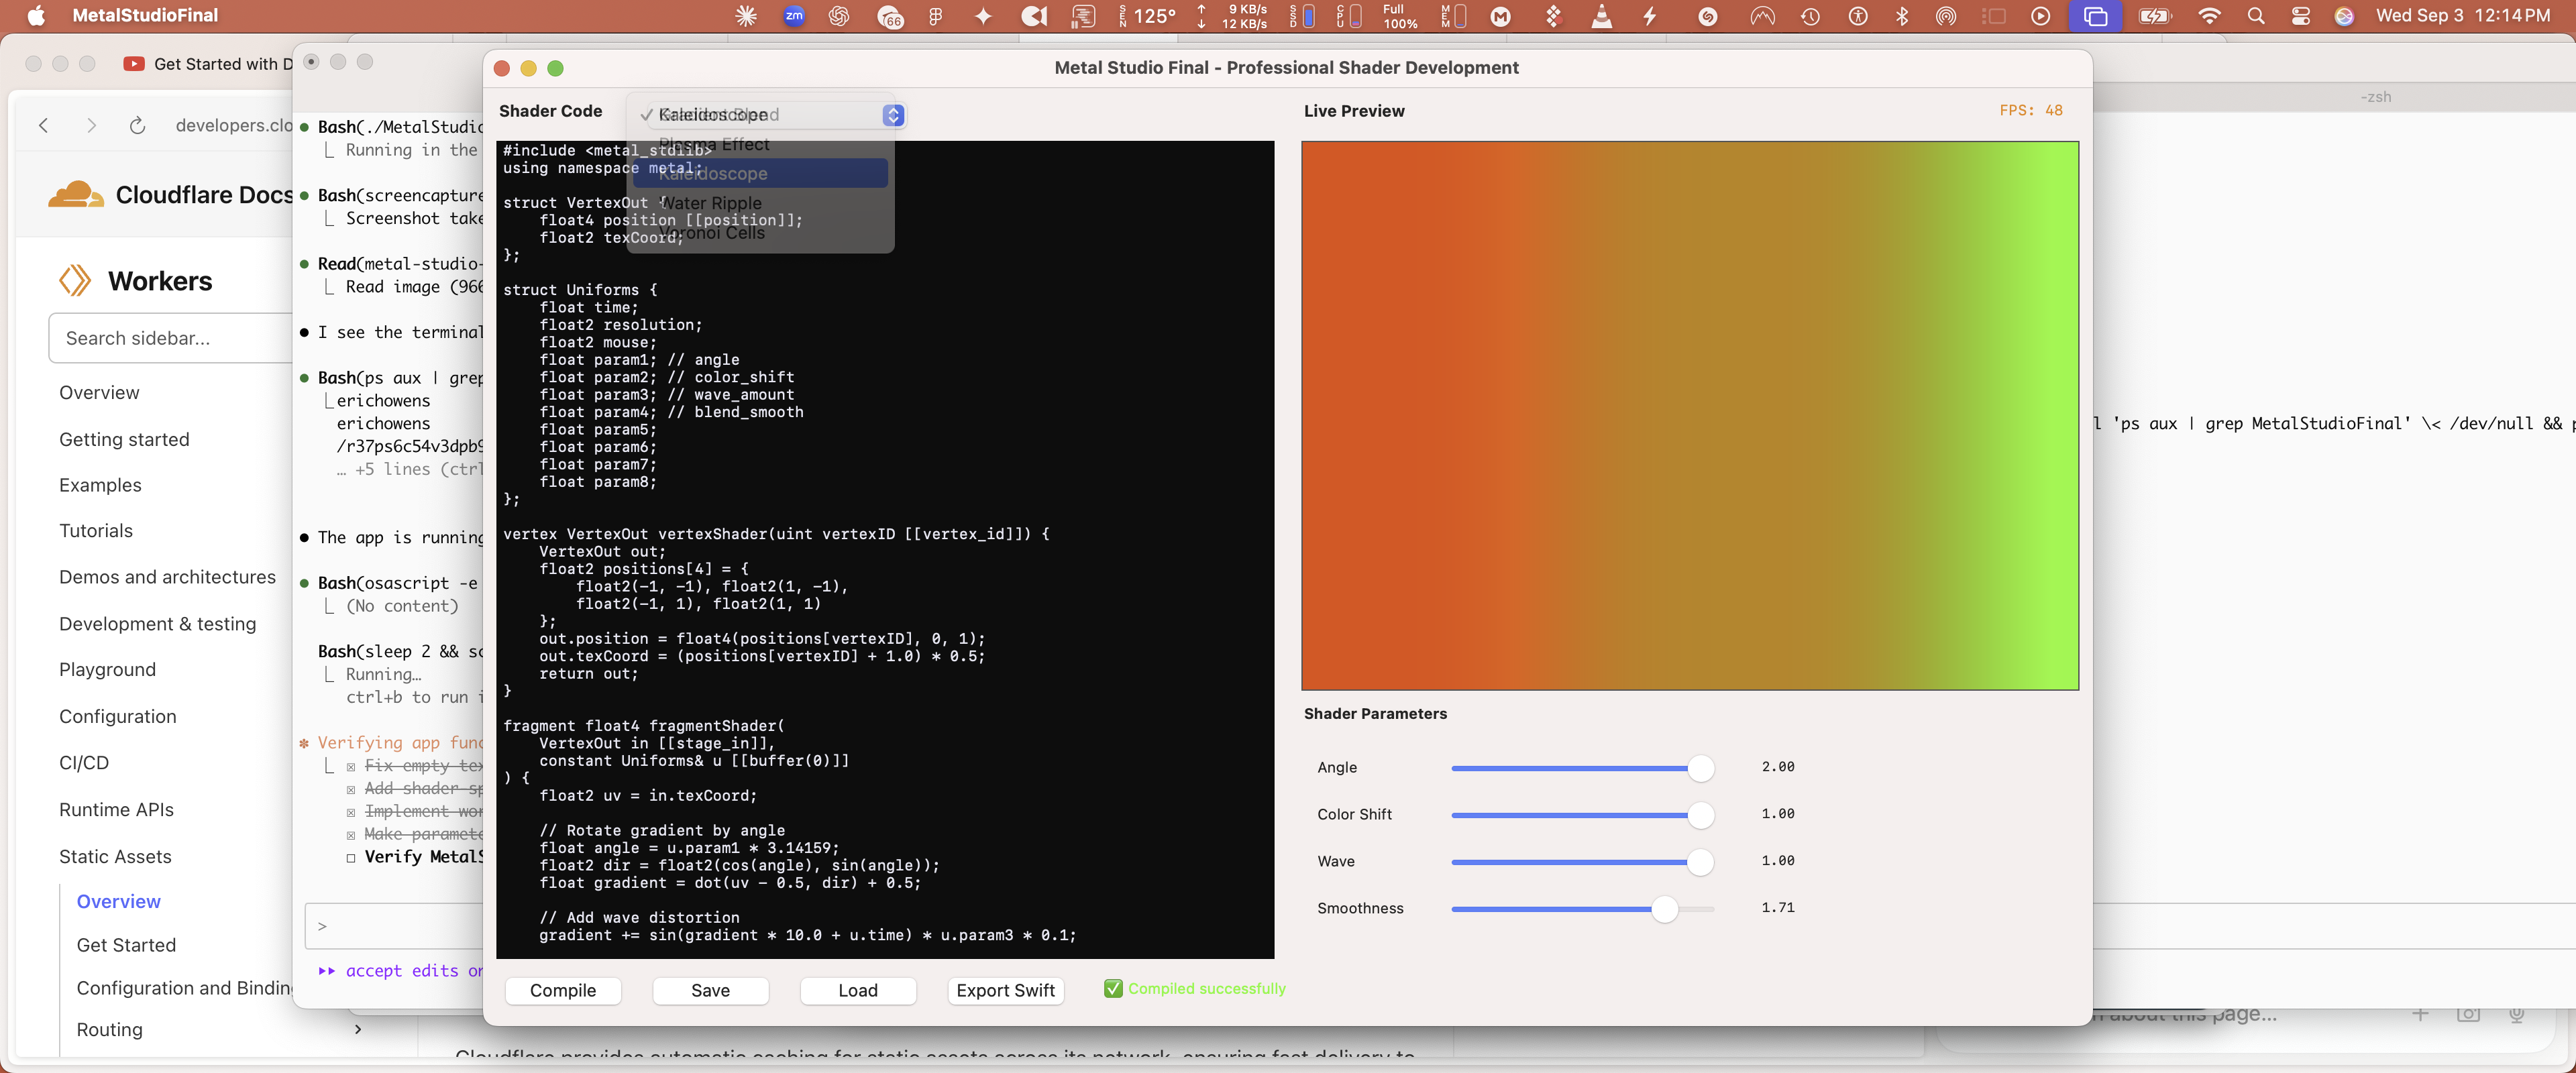 MetalStudioFinal
zm
66
SEN 125°
9 KB/s
12 KB/s
SSD
CPU
Full
100%
MEM
Wed Sep 3 12:14 PM
Get Started with D
developers.clo
Cloudflare Docs
Workers
Search sidebar...
Overview
Getting started
Examples
Tutorials
Demos and architectures
Development & testing
Playground
Configuration
CI/CD
Runtime APIs
Static Assets
Overview
Get Started
Configuration and Binding
Routing
Bash(./MetalStudio
Running in the
Bash(screencapture
Screenshot take
Read(metal-studio-
Read image (966
I see the terminal
Bash(ps aux | grep
erichowens
erichowens
/r37ps6c54v3dpb9
… +5 lines (ctrl
The app is running
Bash(osascript -e
(No content)
Bash(sleep 2 && sc
Running…
ctrl+b to run i
Verifying app func
Fix empty tex
Add shader sp
Implement wor
Make paramete
Verify MetalS
>
accept edits on
Metal Studio Final - Professional Shader Development
Shader Code
Kaleidoscope
Plasma Effect
Kaleidoscope
Water Ripple
Voronoi Cells
#include <metal_stdlib>
using namespace metal;
struct VertexOut {
float4 position [[position]];
float2 texCoord;
};
struct Uniforms {
float time;
float2 resolution;
float2 mouse;
float param1; // angle
float param2; // color_shift
float param3; // wave_amount
float param4; // blend_smooth
float param5;
float param6;
float param7;
float param8;
};
vertex VertexOut vertexShader(uint vertexID [[vertex_id]]) {
VertexOut out;
float2 positions[4] = {
float2(-1, -1), float2(1, -1),
float2(-1, 1), float2(1, 1)
};
out.position = float4(positions[vertexID], 0, 1);
out.texCoord = (positions[vertexID] + 1.0) * 0.5;
return out;
}
fragment float4 fragmentShader(
VertexOut in [[stage_in]],
constant Uniforms& u [[buffer(0)]]
) {
float2 uv = in.texCoord;
// Rotate gradient by angle
float angle = u.param1 * 3.14159;
float2 dir = float2(cos(angle), sin(angle));
float gradient = dot(uv - 0.5, dir) + 0.5;
// Add wave distortion
gradient += sin(gradient * 10.0 + u.time) * u.param3 * 0.1;
Compile
Save
Load
Export Swift
✅ Compiled successfully
Live Preview
FPS: 48
Shader Parameters
Angle 2.00
Color Shift 1.00
Wave 1.00
Smoothness 1.71
-zsh
l 'ps aux | grep MetalStudioFinal' \< /dev/null && p
about this page...
Cloudflare provides automatic caching for static assets across its network, ensuring fast delivery to